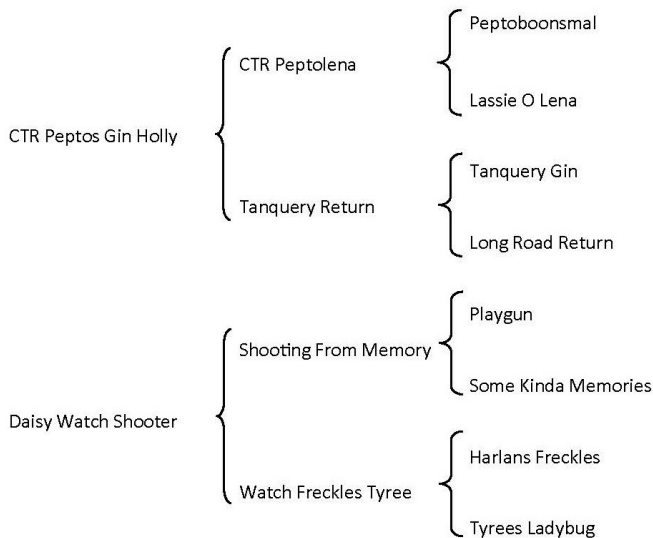 Peptoboonsmal
CTR Peptolena
Lassie O Lena
CTR Peptos Gin Holly
Tanquery Gin
Tanquery Return
Long Road Return
Playgun
Shooting From Memory
Some Kinda Memories
Daisy Watch Shooter
Harlans Freckles
Watch Freckles Tyree
Tyrees Ladybug